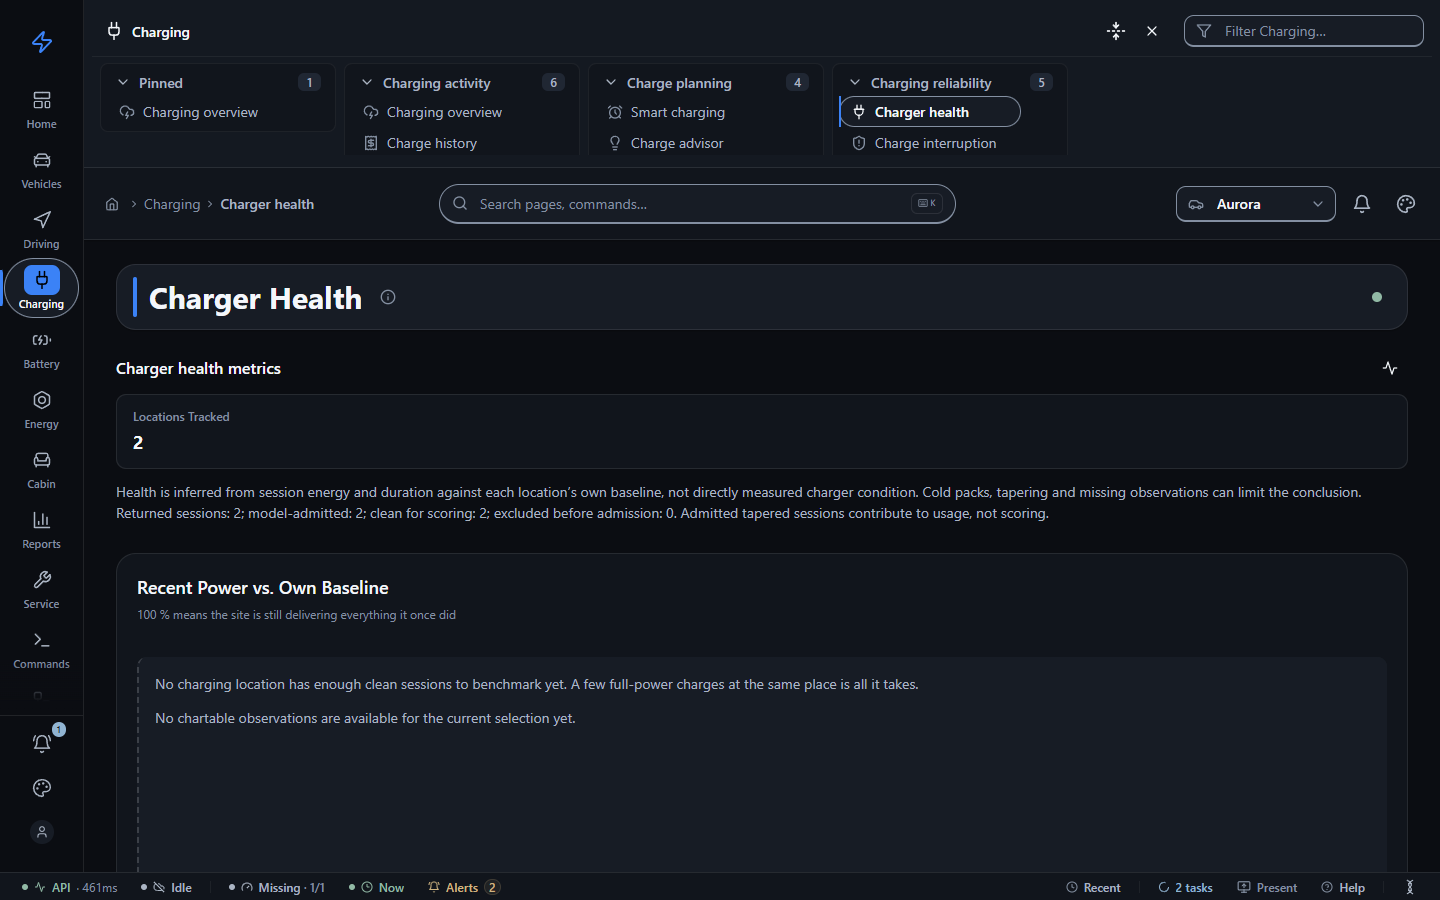 Charging
Filter Charging...
Pinned 1
Charging overview
Charging activity 6
Charging overview
Charge history
Charge planning 4
Smart charging
Charge advisor
Charging reliability 5
Charger health
Charge interruption
Home
Vehicles
Driving
Charging
Battery
Energy
Cabin
Reports
Service
Commands
1
Charging
Charger health
Search pages, commands...
K
Aurora
Charger Health
Charger health metrics
Locations Tracked
2
Health is inferred from session energy and duration against each location’s own baseline, not directly measured charger condition. Cold packs, tapering and missing observations can limit the conclusion.
Returned sessions: 2; model-admitted: 2; clean for scoring: 2; excluded before admission: 0. Admitted tapered sessions contribute to usage, not scoring.
Recent Power vs. Own Baseline
100 % means the site is still delivering everything it once did
No charging location has enough clean sessions to benchmark yet. A few full-power charges at the same place is all it takes.
No chartable observations are available for the current selection yet.
API · 461ms
Idle
Missing · 1/1
Now
Alerts 2
Recent
2 tasks
Present
Help